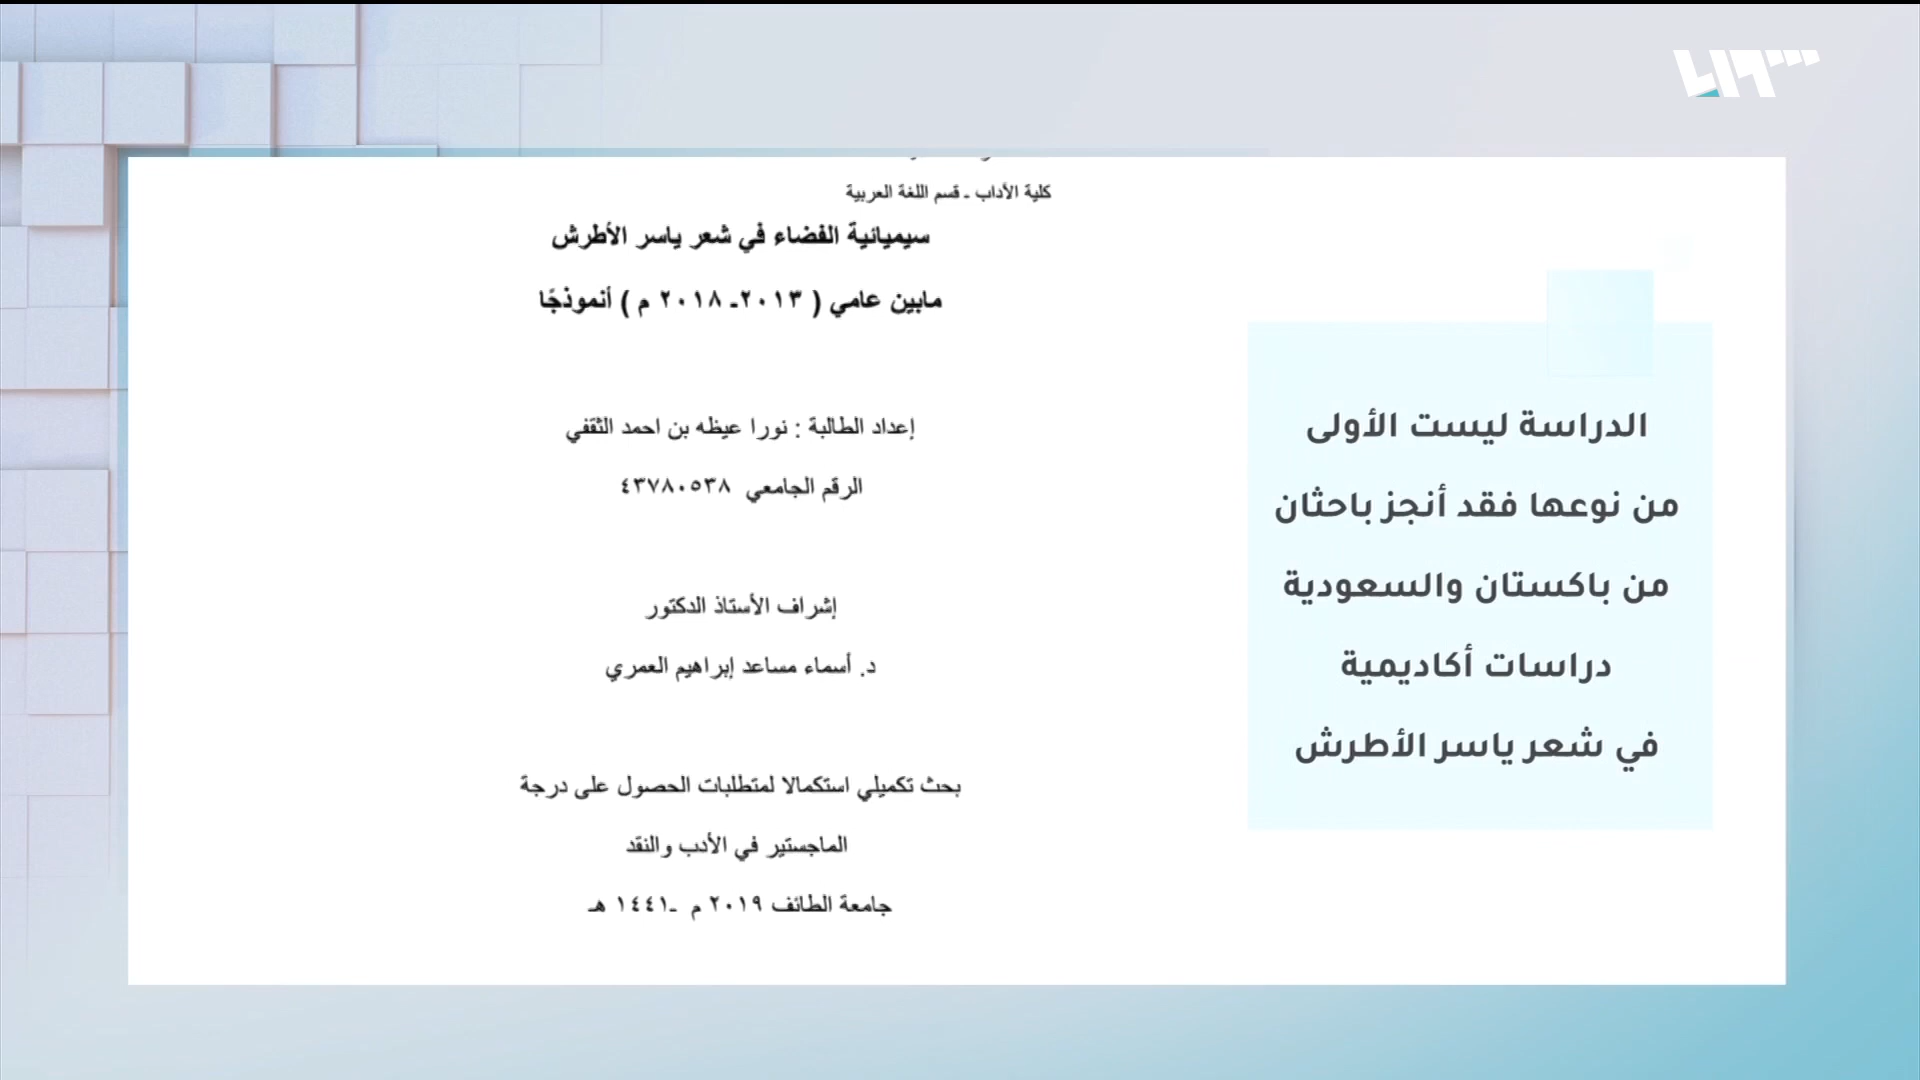 كلية الآداب ـ قسم اللغة العربية
سيميائية الفضاء في شعر ياسر الأطرش
مابين عامي ( ٢٠١٣ـ ٢٠١٨ م ) أنموذجًا
إعداد الطالبة : نورا عيظه بن احمد الثقفي
الرقم الجامعي ٤٣٧٨٠٥٣٨
إشراف الأستاذ الدكتور
د. أسماء مساعد إبراهيم العمري
بحث تكميلي استكمالا لمتطلبات الحصول على درجة
الماجستير في الأدب والنقد
جامعة الطائف ٢٠١٩ م ـ١٤٤١ هـ
الدراسة ليست الأولى
من نوعها فقد أنجز باحثان
من باكستان والسعودية
دراسات أكاديمية
في شعر ياسر الأطرش